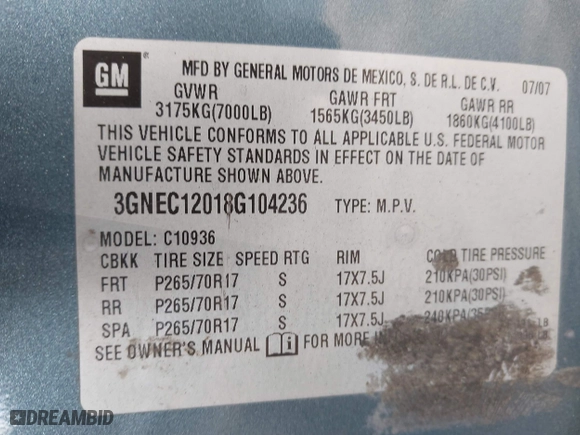 GM
MFD BY GENERAL MOTORS DE MEXICO, S. DE R.L. DE C.V. 07/07
GVWR GAWR FRT GAWR RR
3175KG(7000LB) 1565KG(3450LB) 1860KG(4100LB)
THIS VEHICLE CONFORMS TO ALL APPLICABLE U.S. FEDERAL MOTOR
VEHICLE SAFETY STANDARDS IN EFFECT ON THE DATE OF
MANUFACTURE SHOWN ABOVE.
3GNEC12018G104236 TYPE: M.P.V.
MODEL: C10936
CBKK TIRE SIZE SPEED RTG RIM COLD TIRE PRESSURE
FRT P265/70R17 S 17X7.5J 210KPA(30PSI)
RR P265/70R17 S 17X7.5J 210KPA(30PSI)
SPA P265/70R17 S 17X7.5J 240KPA(35
SEE OWNER'S MANUAL FOR MORE
DREAMBID